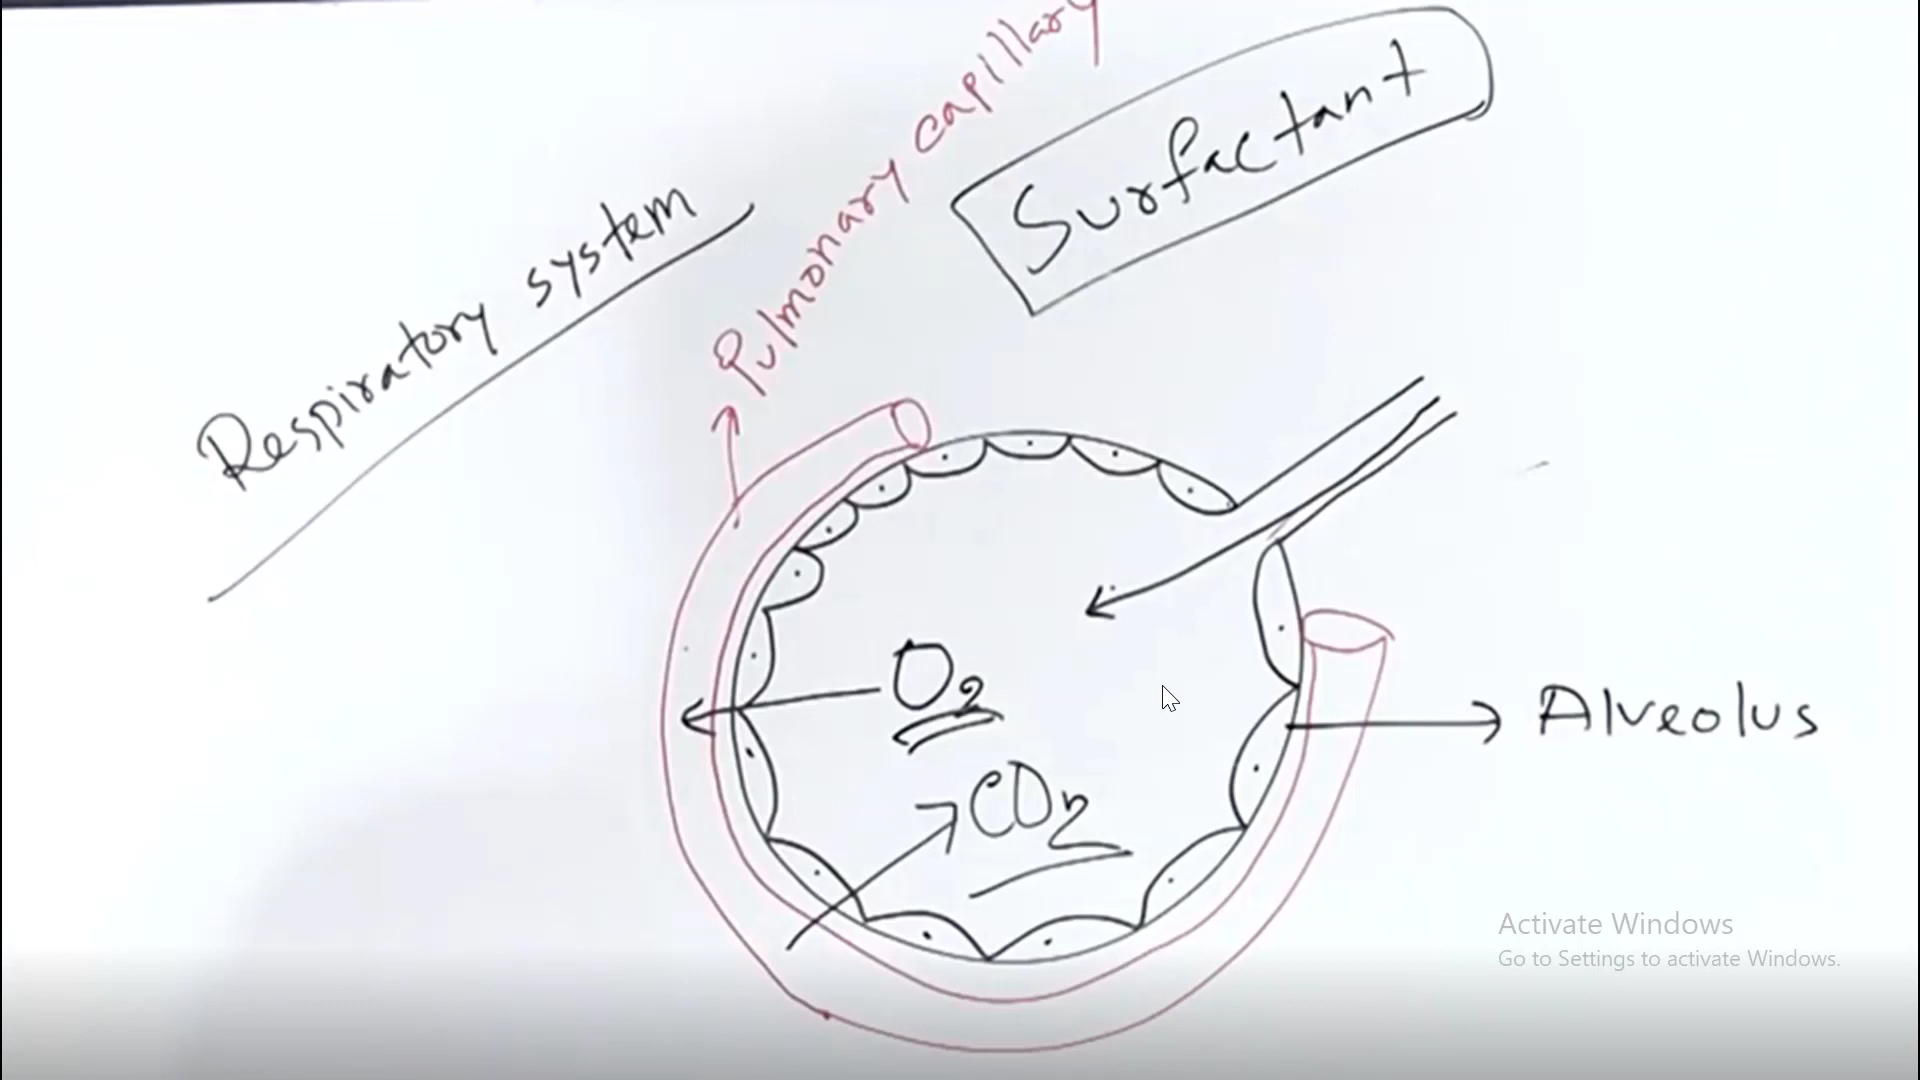 Pulmonary capillary
Surfactant
Respiratory system
O2
CO2
Alveolus
Activate Windows
Go to Settings to activate Windows.